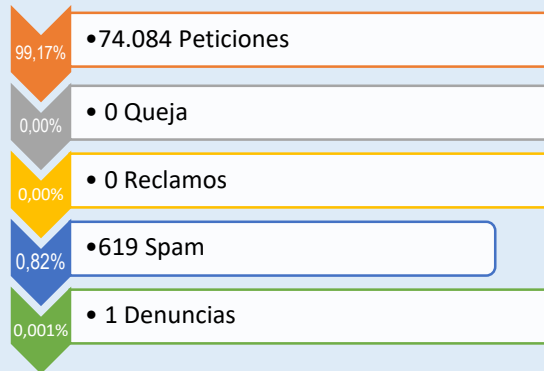 99,17%
•74.084 Peticiones
0,00%
• 0 Queja
0,00%
• 0 Reclamos
0,82%
•619 Spam
0,001%
• 1 Denuncias